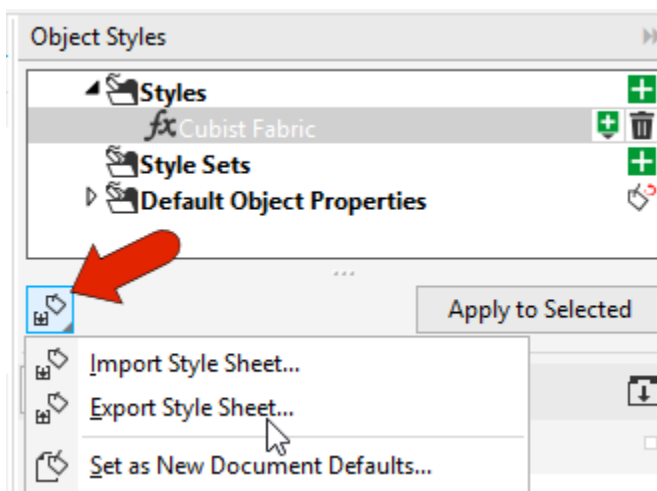 Object Styles
Styles
fx Cubist Fabric
Style Sets
Default Object Properties
Apply to Selected
Import Style Sheet...
Export Style Sheet...
Set as New Document Defaults...